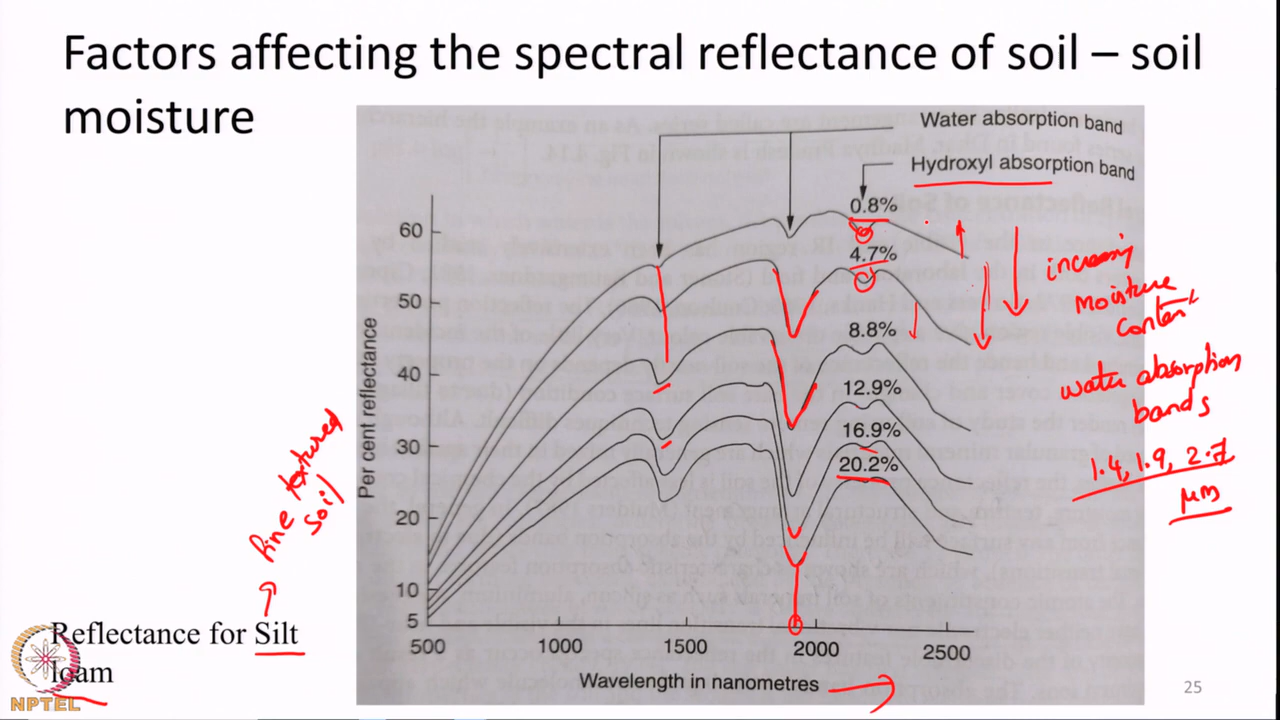 Factors affecting the spectral reflectance of soil – soil
moisture
Water absorption band
Hydroxyl absorption band
0.8%
4.7%
8.8%
12.9%
16.9%
20.2%
60
50
40
30
20
10
5
Per cent reflectance
500 1000 1500 2000 2500
Wavelength in nanometres
increasing
moisture
content
water absorption
bands
1.4, 1.9, 2.7
μm
fine textured
soil
Reflectance for Silt
loam
NPTEL
25